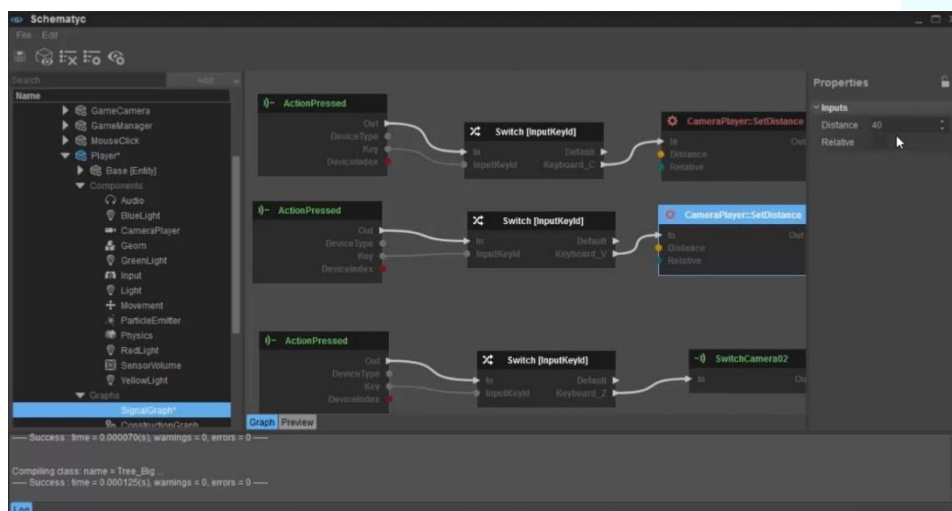 Schematyc
File Edit
Search Add
Name
GameCamera
GameManager
MouseClick
Player*
Base [Entity]
Components
Audio
BlueLight
CameraPlayer
Geom
GreenLight
Input
Light
Movement
ParticleEmitter
Physics
RedLight
SensorVolume
YellowLight
Graphs
SignalGraph*
ConstructionGraph
ActionPressed
Out
DeviceType
Key
DeviceIndex
Switch [InputKeyId]
In Default
InputKeyId Keyboard_C
CameraPlayer::SetDistance
In Out
Distance
Relative
ActionPressed
Out
DeviceType
Key
DeviceIndex
Switch [InputKeyId]
In Default
InputKeyId Keyboard_V
CameraPlayer::SetDistance
In Out
Distance
Relative
ActionPressed
Out
DeviceType
Key
DeviceIndex
Switch [InputKeyId]
In Default
InputKeyId Keyboard_Z
SwitchCamera02
In Ou
Graph Preview
Properties
Inputs
Distance 40
Relative
---- Success : time = 0.000070(s), warnings = 0, errors = 0 ----
Compiling class: name = Tree_Big ...
---- Success : time = 0.000125(s), warnings = 0, errors = 0 ----
Log